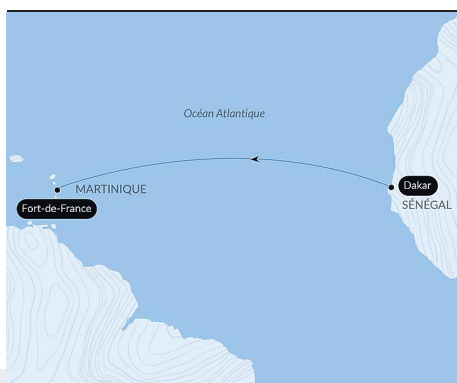 Océan Atlantique
Dakar
MARTINIQUE
SÉNÉGAL
Fort-de-France